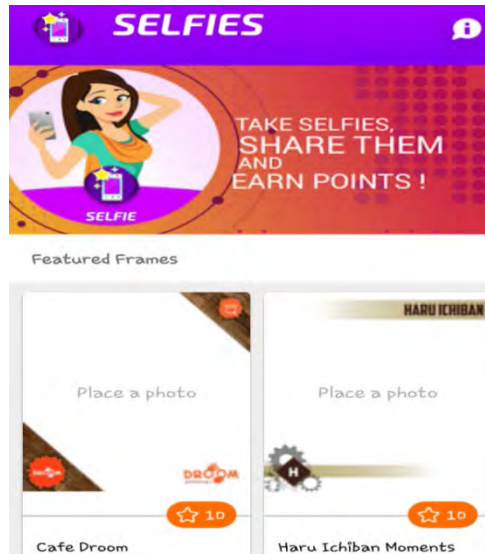 SELFIES
TAKE SELFIES,
SHARE THEM
AND
EARN POINTS !
SELFIE
Featured Frames
HARU ICHIBAN
Place a photo
Place a photo
DROOM
H
10
10
Cafe Droom
Haru Ichîban Moments